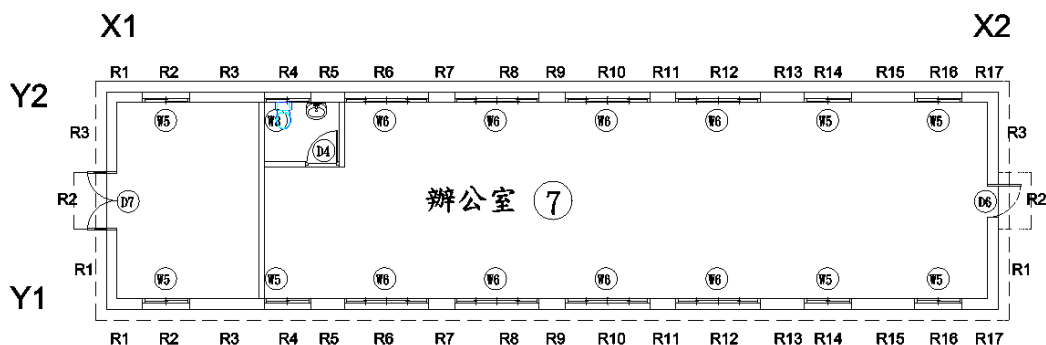 X1 X2
R1 R2 R3 R4 R5 R6 R7 R8 R9 R10 R11 R12 R13 R14 R15 R16 R17
Y2
W5 W3 W6 W6 W6 W6 W5 W5
R3 R3
D4
R2 D7 辦公室 7 D6 R2
R1 R1
W5 W5 W6 W6 W6 W6 W5 W5
Y1
R1 R2 R3 R4 R5 R6 R7 R8 R9 R10 R11 R12 R13 R14 R15 R16 R17